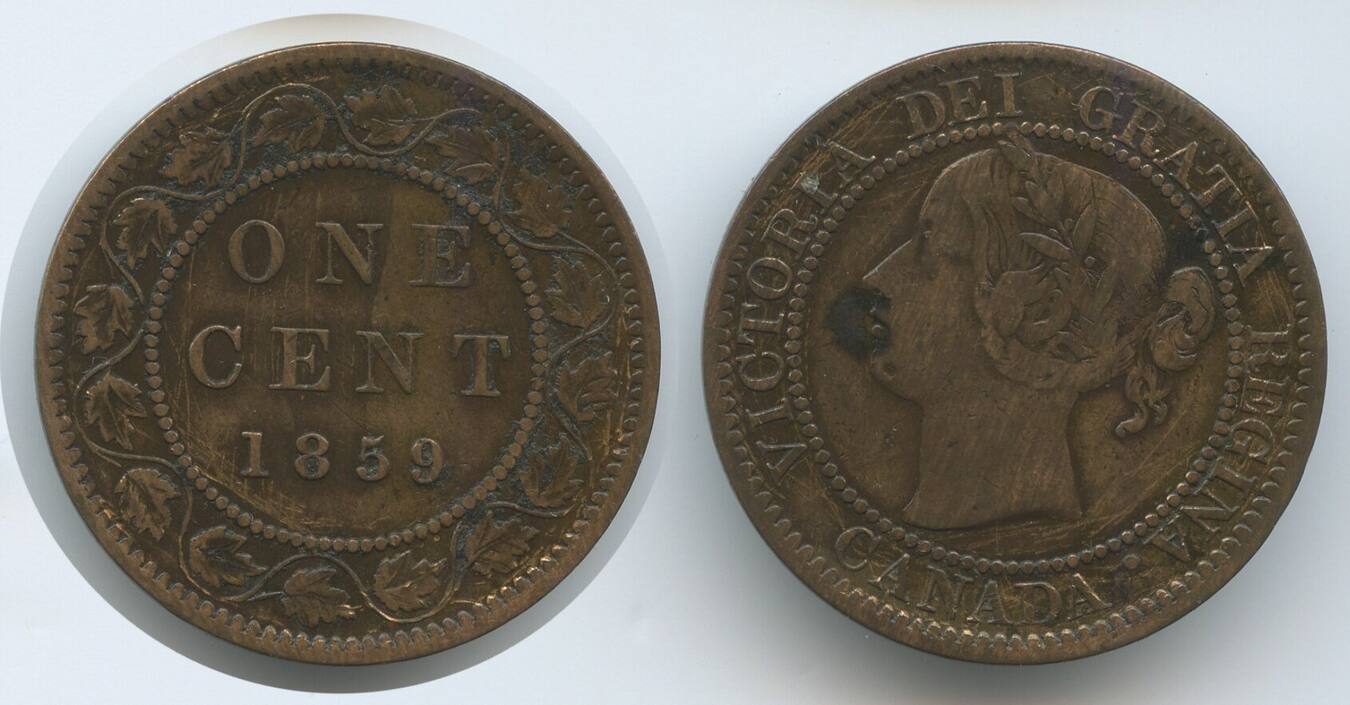 ONE
CENT
1859
VICTORIA DEI GRATIA REGINA.
CANADA